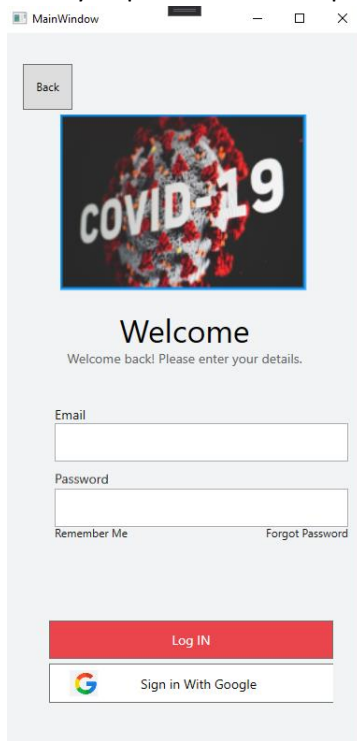 MainWindow
Back
COVID-19
Welcome
Welcome back! Please enter your details.
Email
Password
Remember Me
Forgot Password
Log IN
Sign in With Google